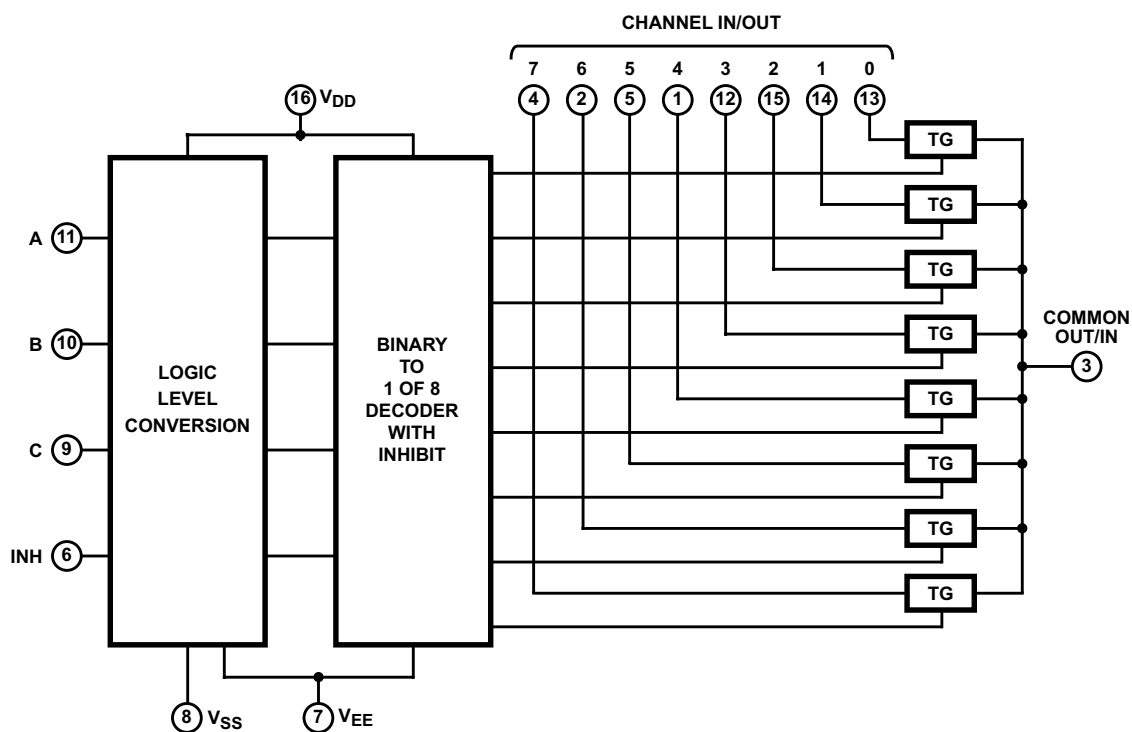 CHANNEL IN/OUT
7 6 5 4 3 2 1 0
4 2 5 1 12 15 14 13
16 VDD
TG
TG
TG
TG
TG
TG
TG
TG
A 11
B 10
C 9
INH 6
LOGIC
LEVEL
CONVERSION
BINARY
TO
1 OF 8
DECODER
WITH
INHIBIT
COMMON
OUT/IN
3
8 VSS
7 VEE